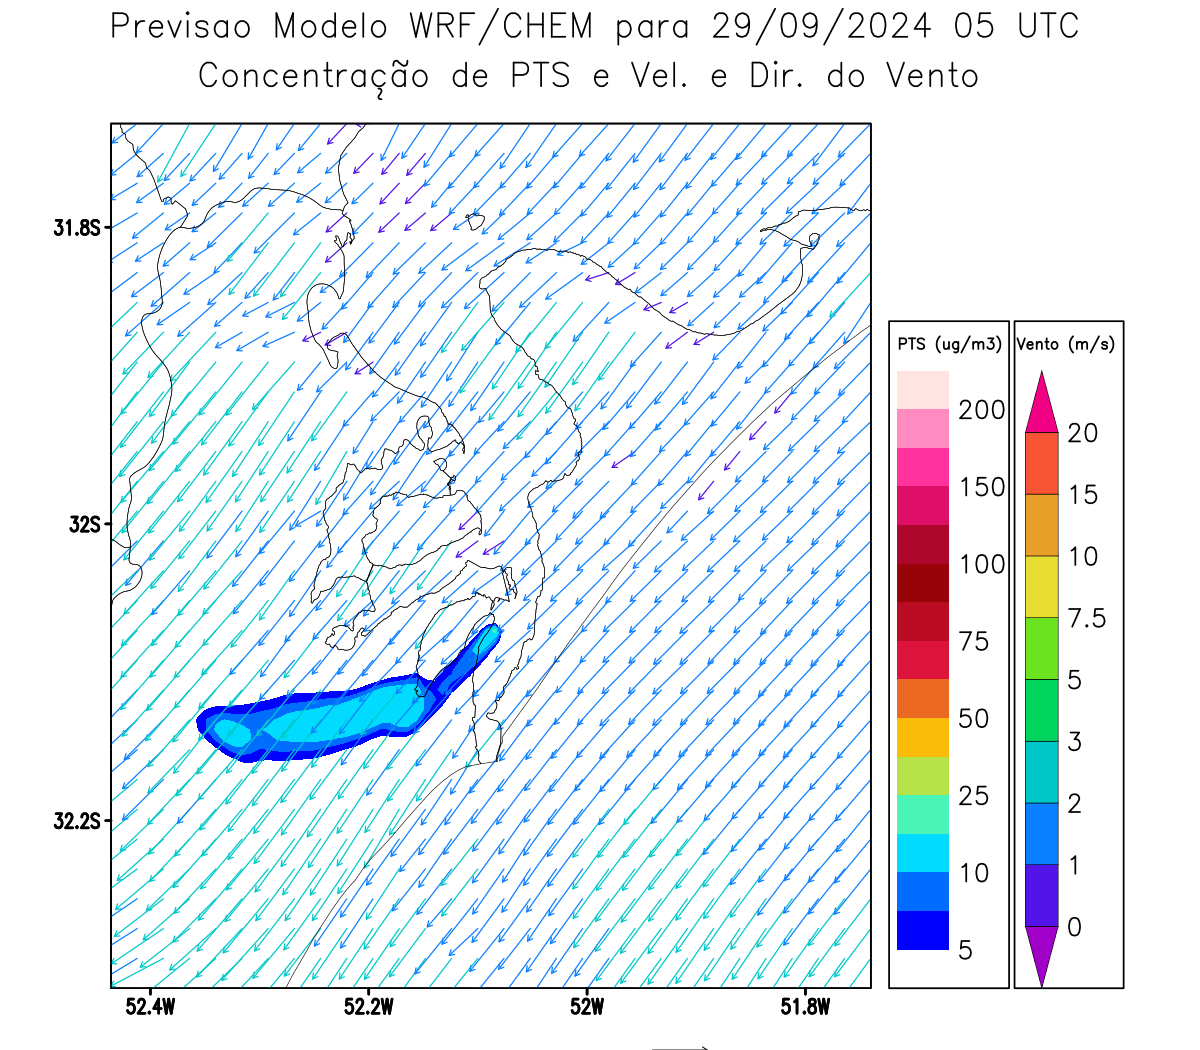 Previsao Modelo WRF/CHEM para 29/09/2024 05 UTC
Concentração de PTS e Vel. e Dir. do Vento
31.8S
32S
32.2S
52.4W 52.2W 52W 51.8W
PTS (ug/m3)
200
150
100
75
50
25
10
5
Vento (m/s)
20
15
10
7.5
5
3
2
1
0